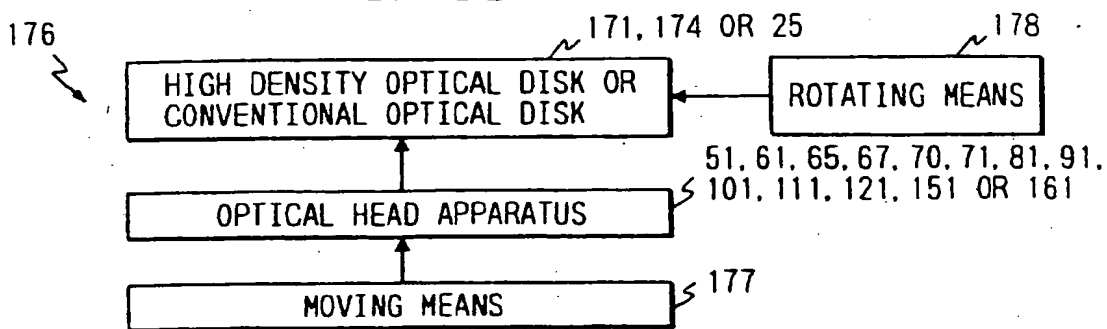 176
171, 174 OR 25
178
HIGH DENSITY OPTICAL DISK OR
CONVENTIONAL OPTICAL DISK
ROTATING MEANS
51, 61, 65, 67, 70, 71, 81, 91,
101, 111, 121, 151 OR 161
OPTICAL HEAD APPARATUS
177
MOVING MEANS